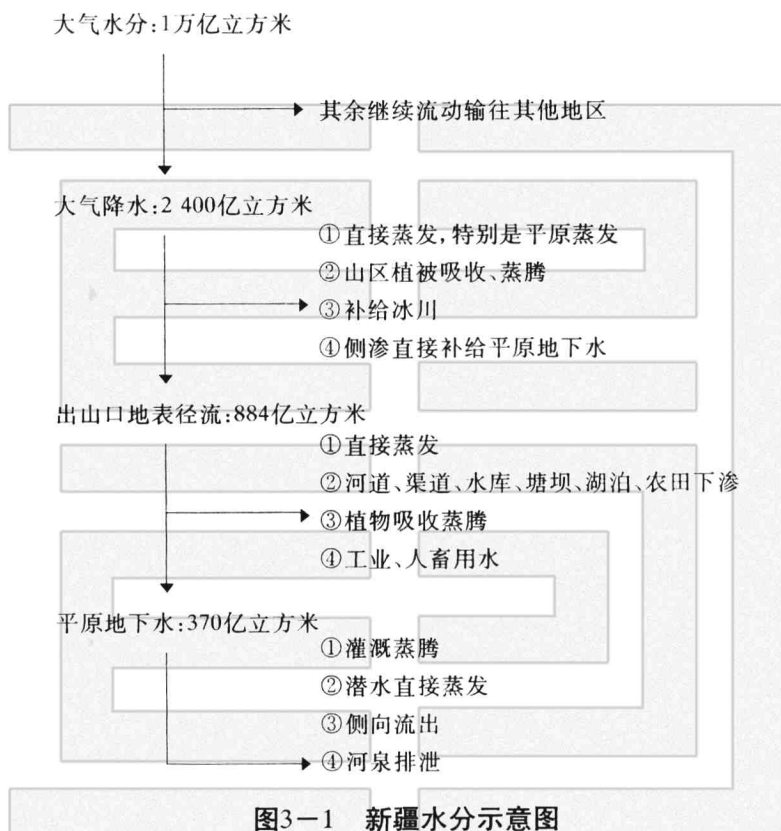 大气水分:1万亿立方米
其余继续流动输往其他地区
大气降水:2 400亿立方米
①直接蒸发,特别是平原蒸发
②山区植被吸收、蒸腾
③补给冰川
④侧渗直接补给平原地下水
出山口地表径流:884亿立方米
①直接蒸发
②河道、渠道、水库、塘坝、湖泊、农田下渗
③植物吸收蒸腾
④工业、人畜用水
平原地下水:370亿立方米
①灌溉蒸腾
②潜水直接蒸发
③侧向流出
④河泉排泄
图3－1 新疆水分示意图